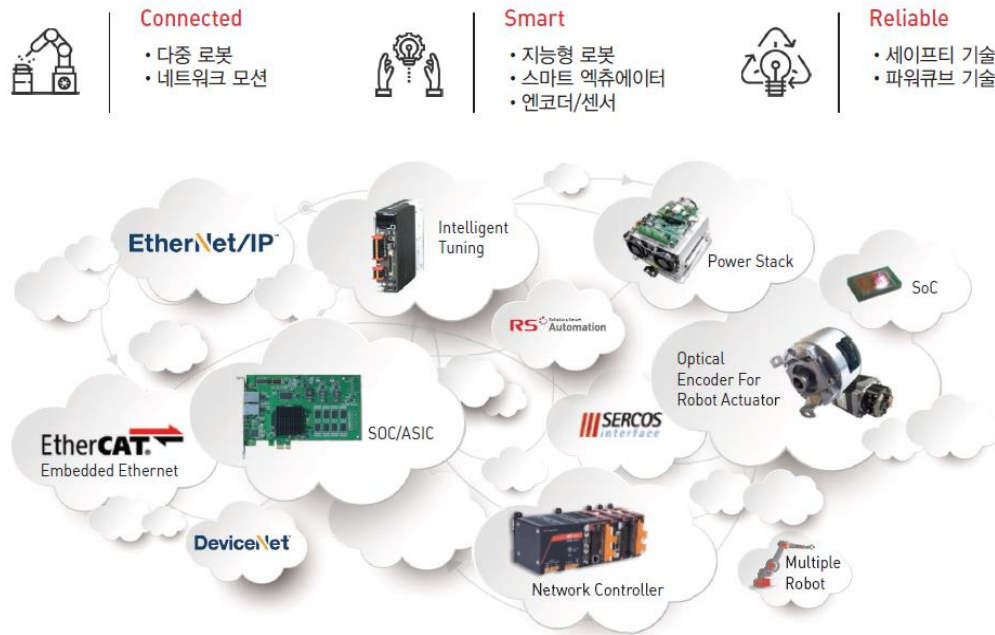 Connected
• 다중 로봇
• 네트워크 모션
Smart
• 지능형 로봇
• 스마트 엑츄에이터
• 엔코더/센서
Reliable
• 세이프티 기술
• 파워큐브 기술
EtherNet/IP™
Intelligent
Tuning
Power Stack
SoC
RS Automation
Optical
Encoder For
Robot Actuator
EtherCAT®
Embedded Ethernet
SOC/ASIC
SERCOS
interface
DeviceNet
Network Controller
Multiple
Robot